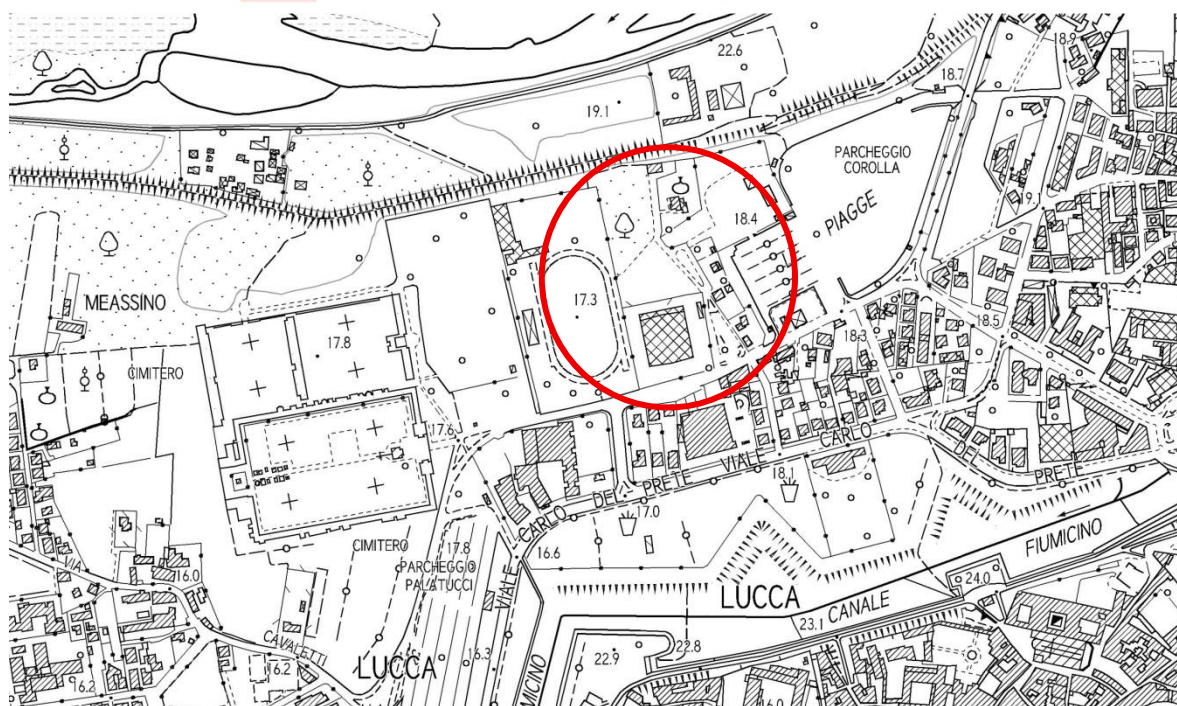 22.6
18.9
18.7
19.1
PARCHEGGIO
COROLLA
PIAGGE
19.1
18.4
MEASSINO
17.3
18.5
17.8
18.3
CIMITERO
17.6
VIALE
CARLO
DEL
PRETE
18.1
VIALE
CARLO
DEL
PRETE
17.0
16.6
CIMITERO
17.8
PARCHEGGIO
PALATUCCI
FIUMICINO
CANALE
24.0
23.1
LUCCA
VIA
CAVALETTI
16.0
16.2
16.2
LUCCA
16.3
22.9
22.8
16.0